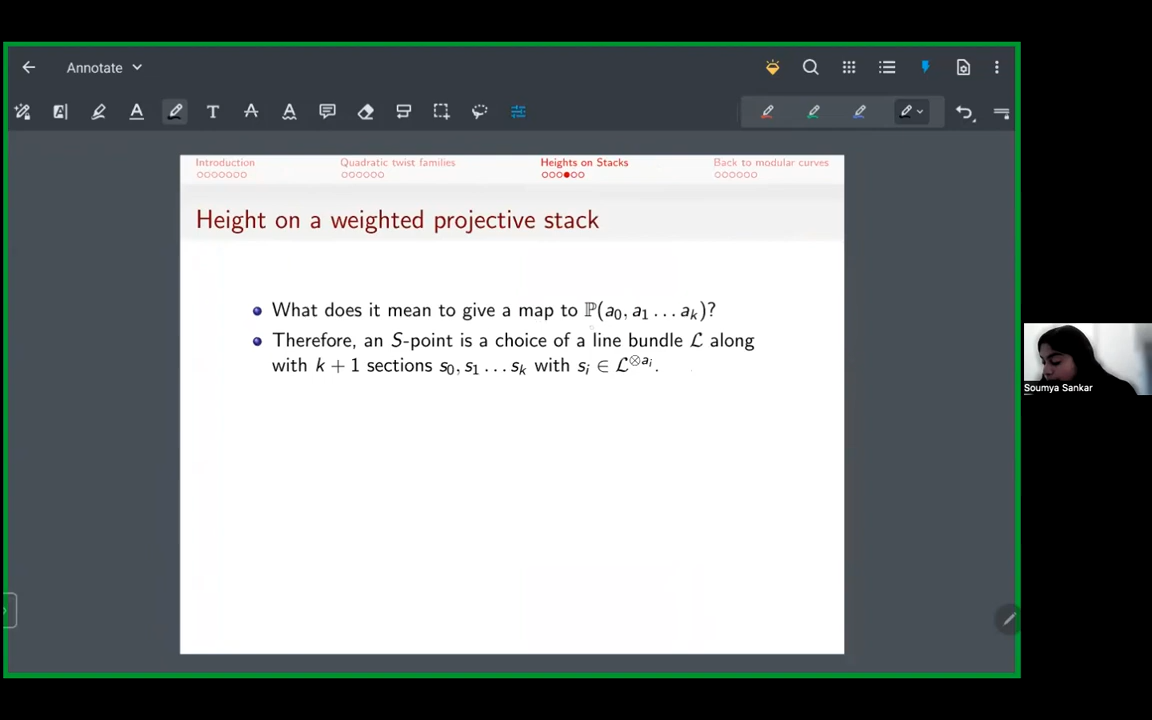 Annotate
Introduction
Quadratic twist families
Heights on Stacks
Back to modular curves
Height on a weighted projective stack
What does it mean to give a map to ℙ(a₀, a₁ … aₖ)?
Therefore, an S-point is a choice of a line bundle ℒ along
with k + 1 sections s₀, s₁ … sₖ with sᵢ ∈ ℒ^{⊗aᵢ}.
Soumya Sankar